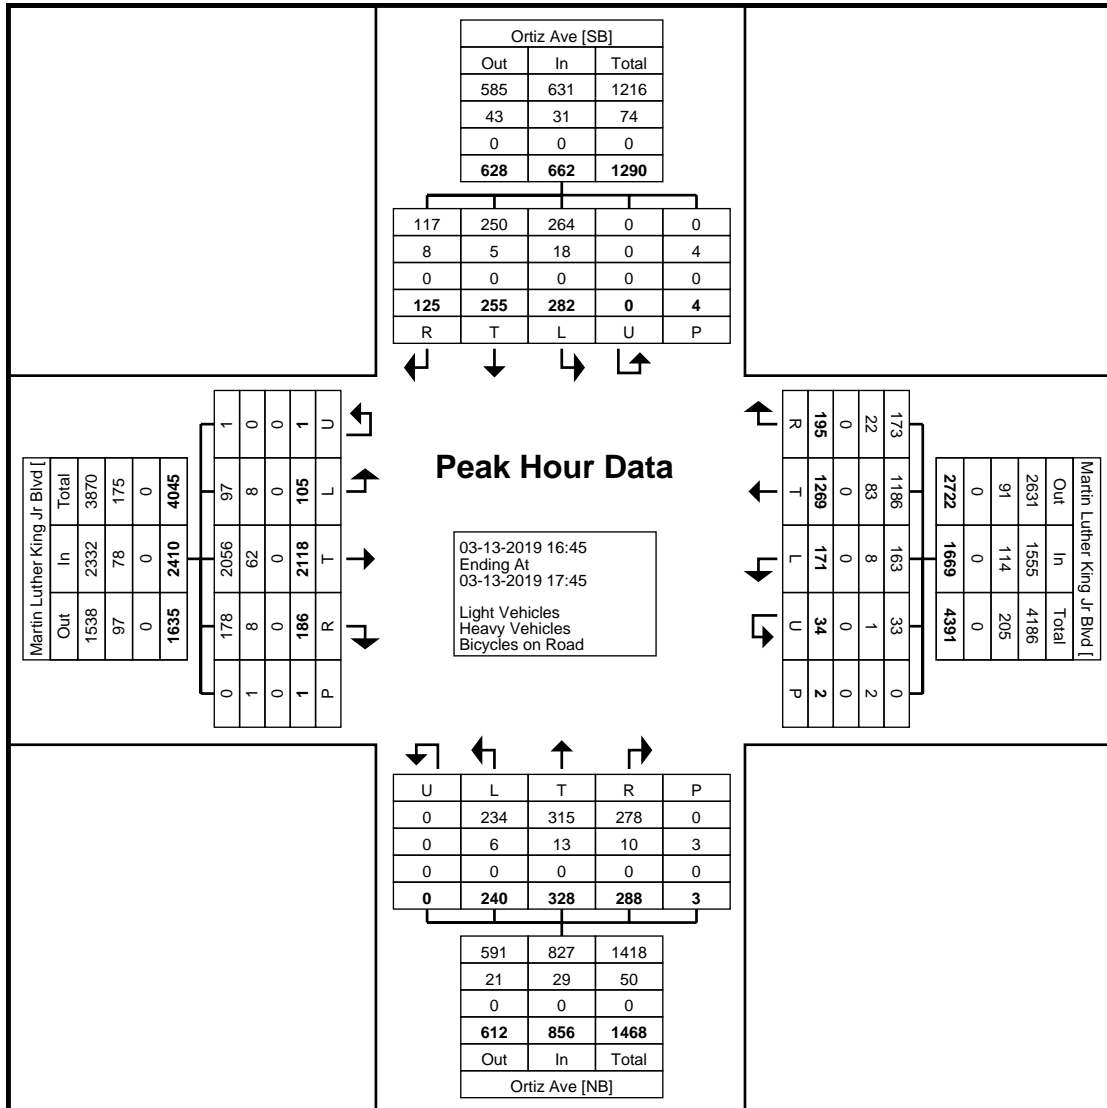 Ortiz Ave [SB]
Out In Total
585 631 1216
43 31 74
0 0 0
628 662 1290
117 250 264 0 0
8 5 18 0 4
0 0 0 0 0
125 255 282 0 4
R T L U P
Martin Luther King Jr Blvd [
Out In Total
1538 2332 3870
97 78 175
0 0 0
1635 2410 4045
0 178 2056 97 1
1 8 62 8 0
0 0 0 0 0
1 186 2118 105 1
P R T L U
Peak Hour Data
03-13-2019 16:45
Ending At
03-13-2019 17:45
Light Vehicles
Heavy Vehicles
Bicycles on Road
Martin Luther King Jr Blvd [
Out In Total
2631 1555 4186
91 114 205
0 0 0
2722 1669 4391
173 1186 163 33 0
22 83 8 1 2
0 0 0 0 0
195 1269 171 34 2
R T L U P
U L T R P
0 234 315 278 0
0 6 13 10 3
0 0 0 0 0
0 240 328 288 3
591 827 1418
21 29 50
0 0 0
612 856 1468
Out In Total
Ortiz Ave [NB]